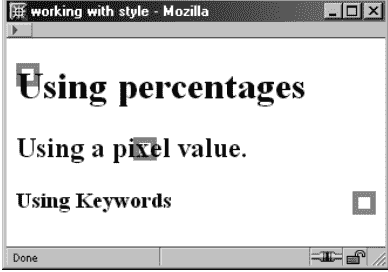 working with style - Mozilla
Using percentages
Using a pixel value.
Using Keywords
Done